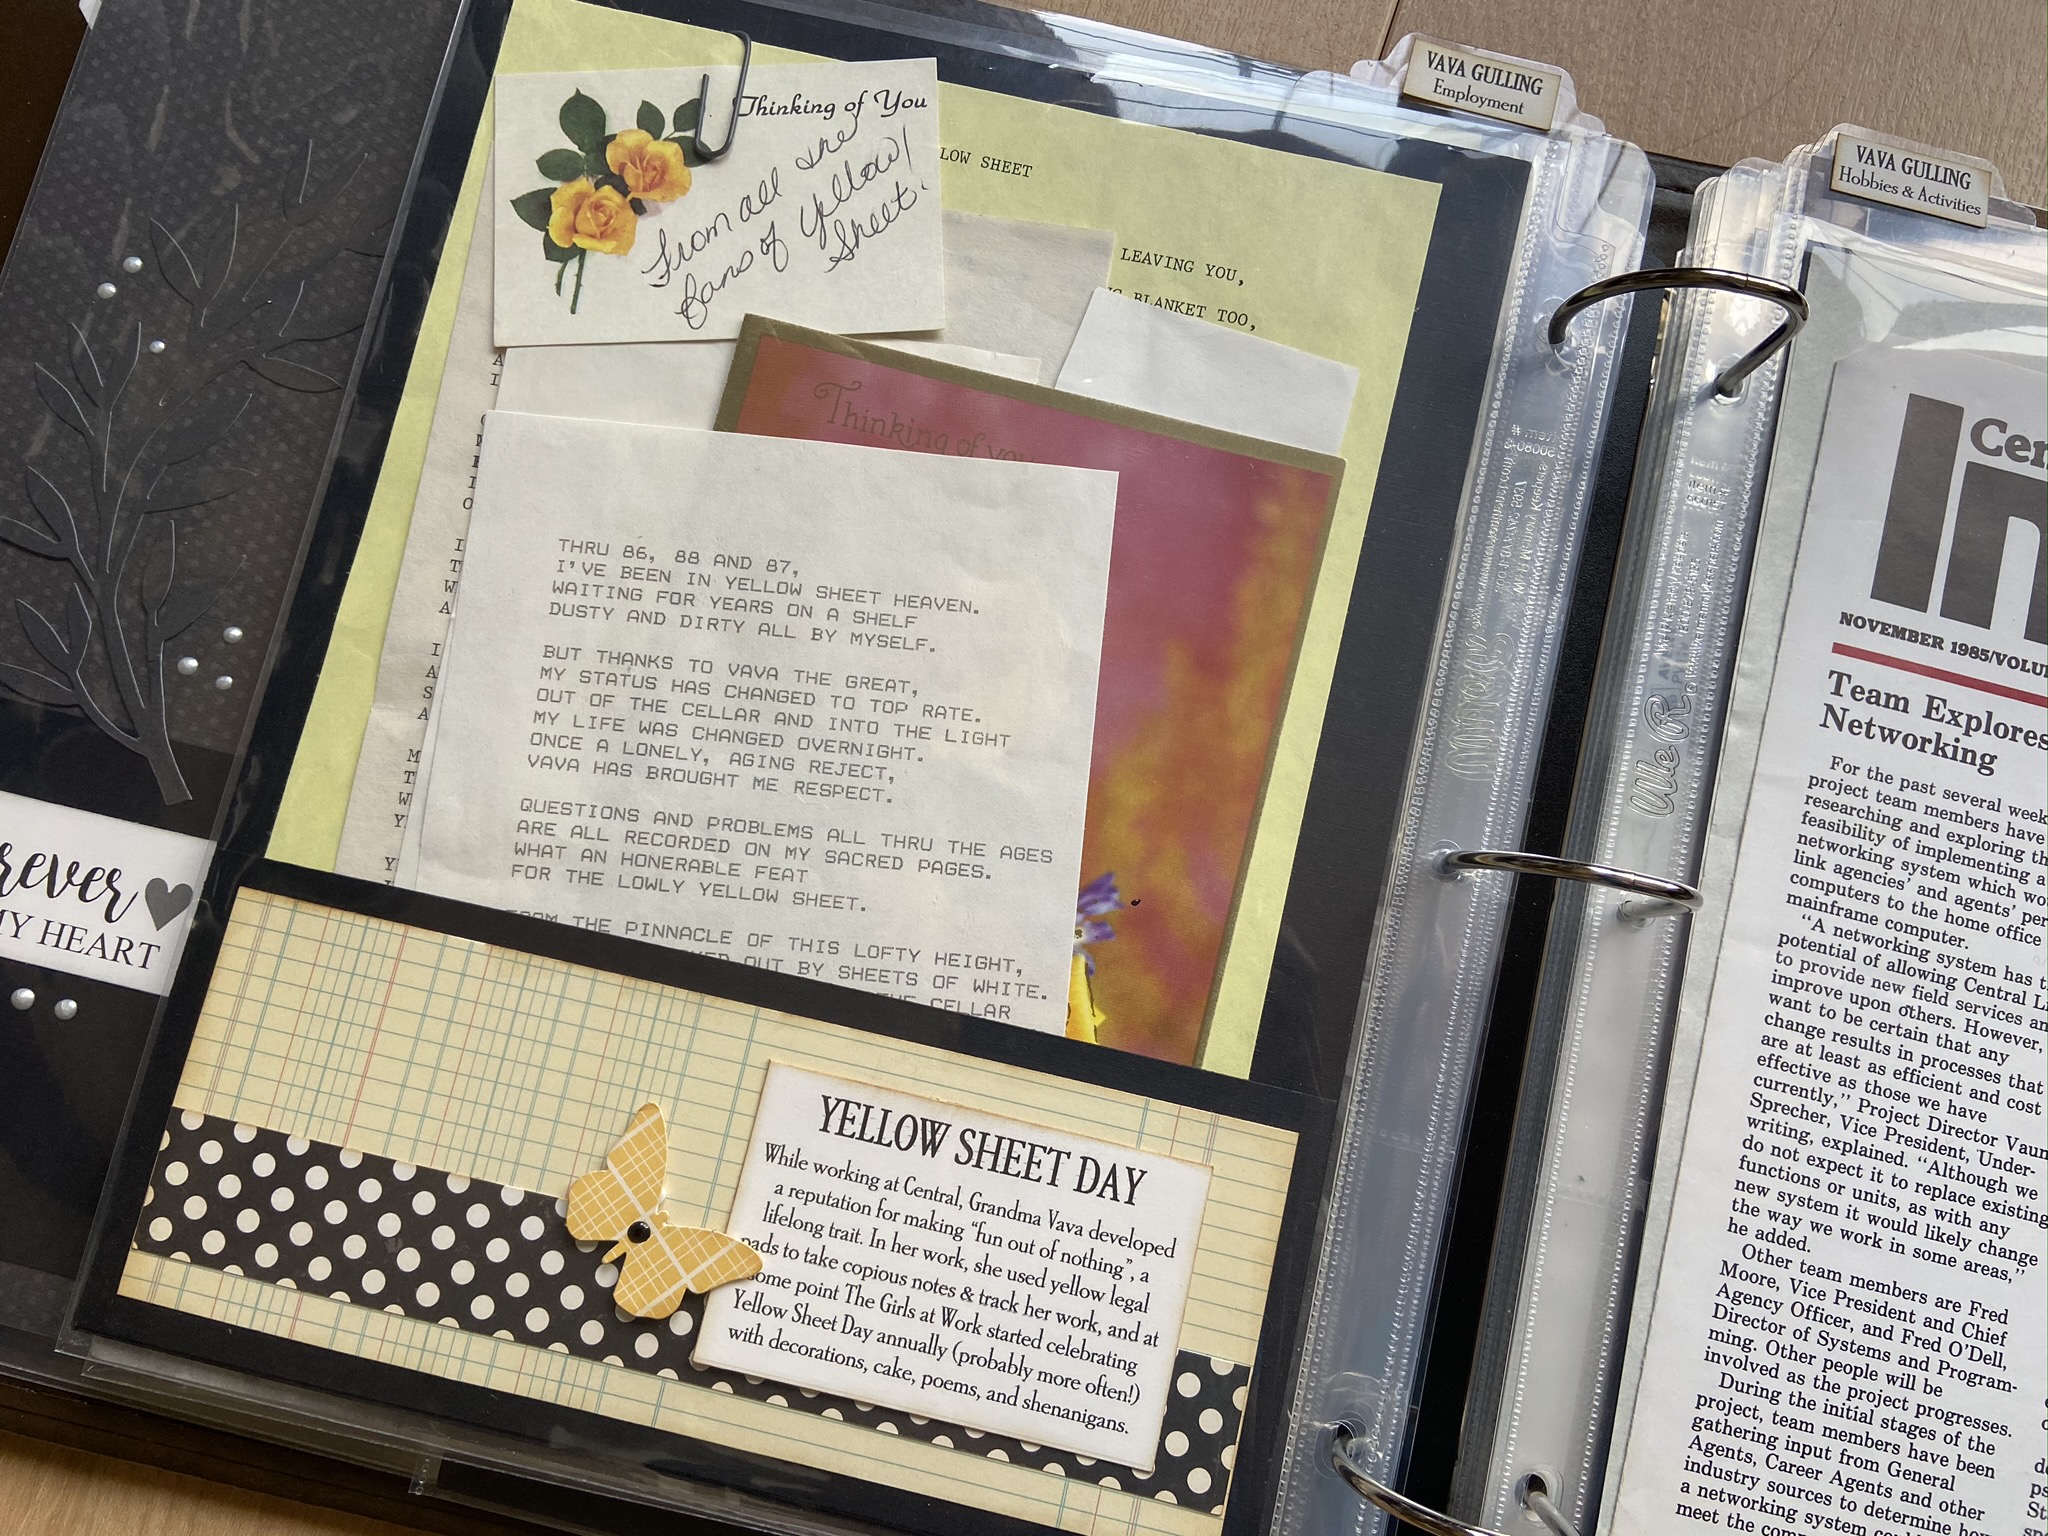 VAVA GULLING
Employment
VAVA GULLING
Hobbies & Activities
Thinking of You
From all the
fans of Yellow
Sheet!
LOW SHEET
LEAVING YOU,
BLANKET TOO,
Thinking of you
THRU 86, 88 AND 87,
I'VE BEEN IN YELLOW SHEET HEAVEN.
WAITING FOR YEARS ON A SHELF
DUSTY AND DIRTY ALL BY MYSELF.
BUT THANKS TO VAVA THE GREAT,
MY STATUS HAS CHANGED TO TOP RATE.
OUT OF THE CELLAR AND INTO THE LIGHT
MY LIFE WAS CHANGED OVERNIGHT.
ONCE A LONELY, AGING REJECT,
VAVA HAS BROUGHT ME RESPECT.
QUESTIONS AND PROBLEMS ALL THRU THE AGES
ARE ALL RECORDED ON MY SACRED PAGES.
WHAT AN HONERABLE FEAT
FOR THE LOWLY YELLOW SHEET.
THE PINNACLE OF THIS LOFTY HEIGHT,
OUT BY SHEETS OF WHITE.
THE CELLAR
rever
MY HEART
YELLOW SHEET DAY
While working at Central, Grandma Vava developed
a reputation for making “fun out of nothing”, a
lifelong trait. In her work, she used yellow legal
pads to take copious notes & track her work, and at
some point The Girls at Work started celebrating
Yellow Sheet Day annually (probably more often!)
with decorations, cake, poems, and shenanigans.
We R
Cen
In
NOVEMBER 1985/VOLU
Team Explores
Networking
For the past several week
project team members have
researching and exploring th
feasibility of implementing a
networking system which wou
link agencies' and agents' per
computers to the home office
mainframe computer.
“A networking system has t
potential of allowing Central Li
to provide new field services an
improve upon others. However,
want to be certain that any
change results in processes that
are at least as efficient and cost
effective as those we have
currently,” Project Director Vaun
Sprecher, Vice President, Under-
writing, explained. “Although we
do not expect it to replace existing
functions or units, as with any
new system it would likely change
the way we work in some areas,”
he added.
Other team members are Fred
Moore, Vice President and Chief
Agency Officer, and Fred O'Dell,
Director of Systems and Program-
ming. Other people will be
involved as the project progresses.
During the initial stages of the
project, team members have been
gathering input from General
Agents, Career Agents and other
industry sources to determine how
a networking system co
meet the com